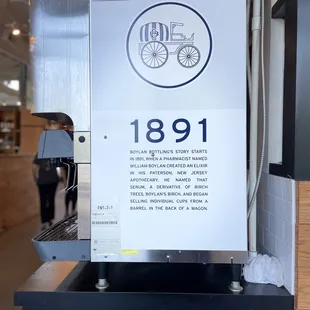 1891
BOYLAN BOTTLING'S STORY STARTS
IN 1891, WHEN A PHARMACIST NAMED
WILLIAM BOYLAN CREATED AN ELIXIR
IN HIS PATERSON, NEW JERSEY
APOTHECARY. HE NAMED THAT
SERUM, A DERIVATIVE OF BIRCH
TREES, BOYLAN'S BIRCH, AND BEGAN
SELLING INDIVIDUAL CUPS FROM A
BARREL IN THE BACK OF A WAGON.